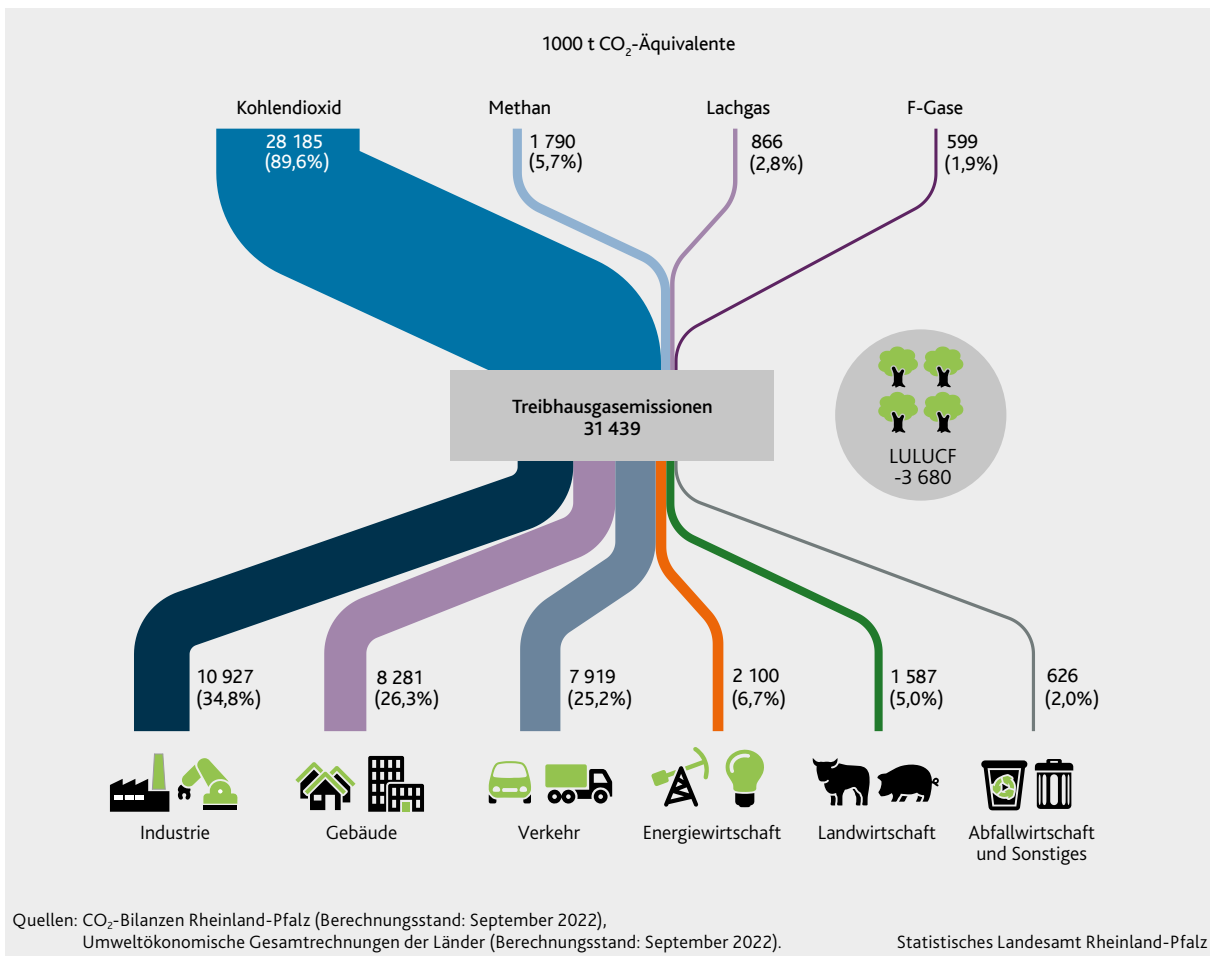 1000 t CO₂-Äquivalente
Kohlendioxid
28 185
(89,6%)
Methan
1 790
(5,7%)
Lachgas
866
(2,8%)
F-Gase
599
(1,9%)
Treibhausgasemissionen
31 439
LULUCF
-3 680
10 927
(34,8%)
8 281
(26,3%)
7 919
(25,2%)
2 100
(6,7%)
1 587
(5,0%)
626
(2,0%)
Industrie
Gebäude
Verkehr
Energiewirtschaft
Landwirtschaft
Abfallwirtschaft
und Sonstiges
Quellen: CO₂-Bilanzen Rheinland-Pfalz (Berechnungsstand: September 2022),
Umweltökonomische Gesamtrechnungen der Länder (Berechnungsstand: September 2022).
Statistisches Landesamt Rheinland-Pfalz